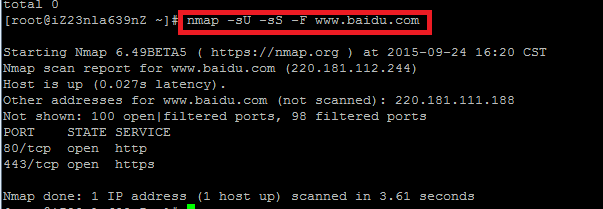 total 0
[root@iZ23nla639nZ ~]# nmap -sU -sS -F www.baidu.com
Starting Nmap 6.49BETA5 ( https://nmap.org ) at 2015-09-24 16:20 CST
Nmap scan report for www.baidu.com (220.181.112.244)
Host is up (0.027s latency).
Other addresses for www.baidu.com (not scanned): 220.181.111.188
Not shown: 100 open|filtered ports, 98 filtered ports
PORT    STATE SERVICE
80/tcp  open  http
443/tcp open  https
Nmap done: 1 IP address (1 host up) scanned in 3.61 seconds